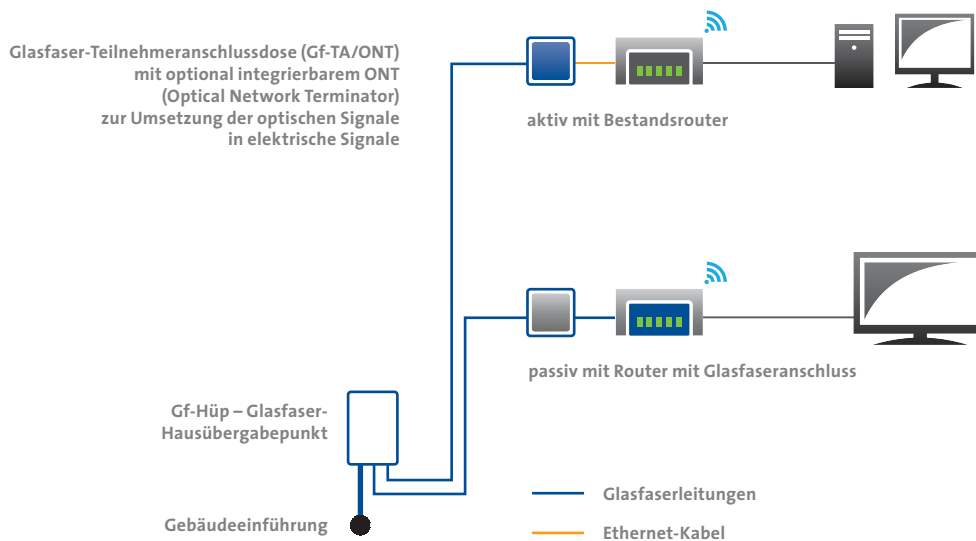 Glasfaser-Teilnehmeranschlussdose (Gf-TA/ONT)
mit optional integrierbarem ONT
(Optical Network Terminator)
zur Umsetzung der optischen Signale
in elektrische Signale
aktiv mit Bestandsrouter
passiv mit Router mit Glasfaseranschluss
Gf-Hüp – Glasfaser-
Hausübergabepunkt
Gebäudeeinführung
Glasfaserleitungen
Ethernet-Kabel